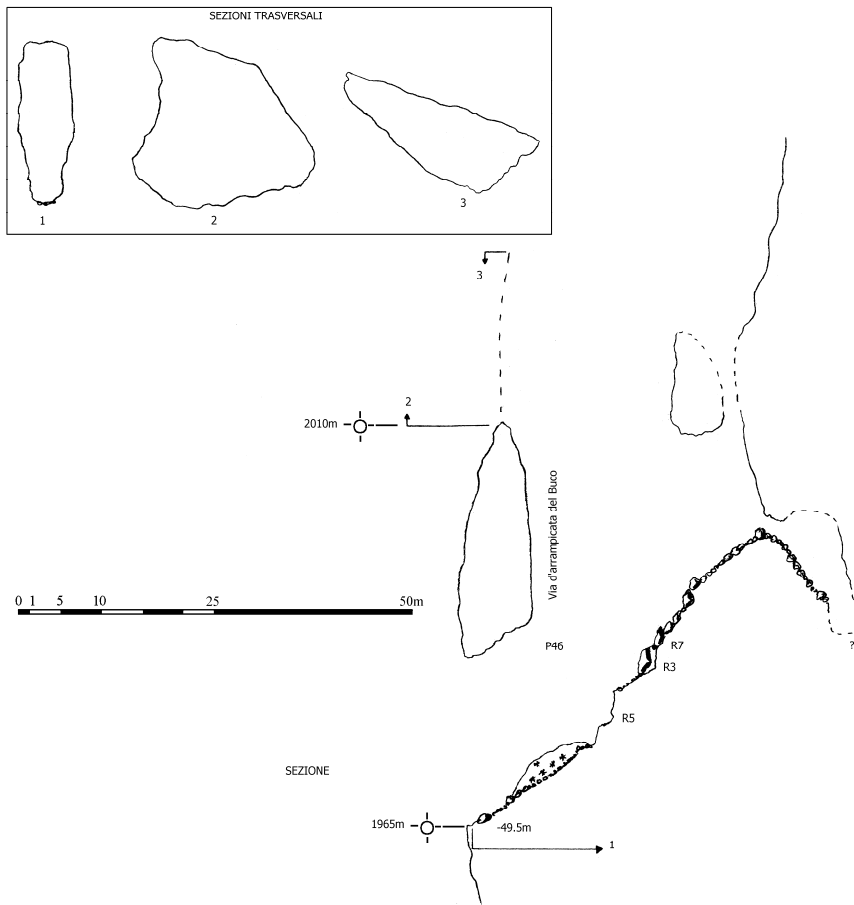 SEZIONI TRASVERSALI
1
2
3
3
2
2010m
Via d'arrampicata del Buco
0 1 5 10 25 50m
P46
R7
?
R3
R5
SEZIONE
1965m
-49.5m
1